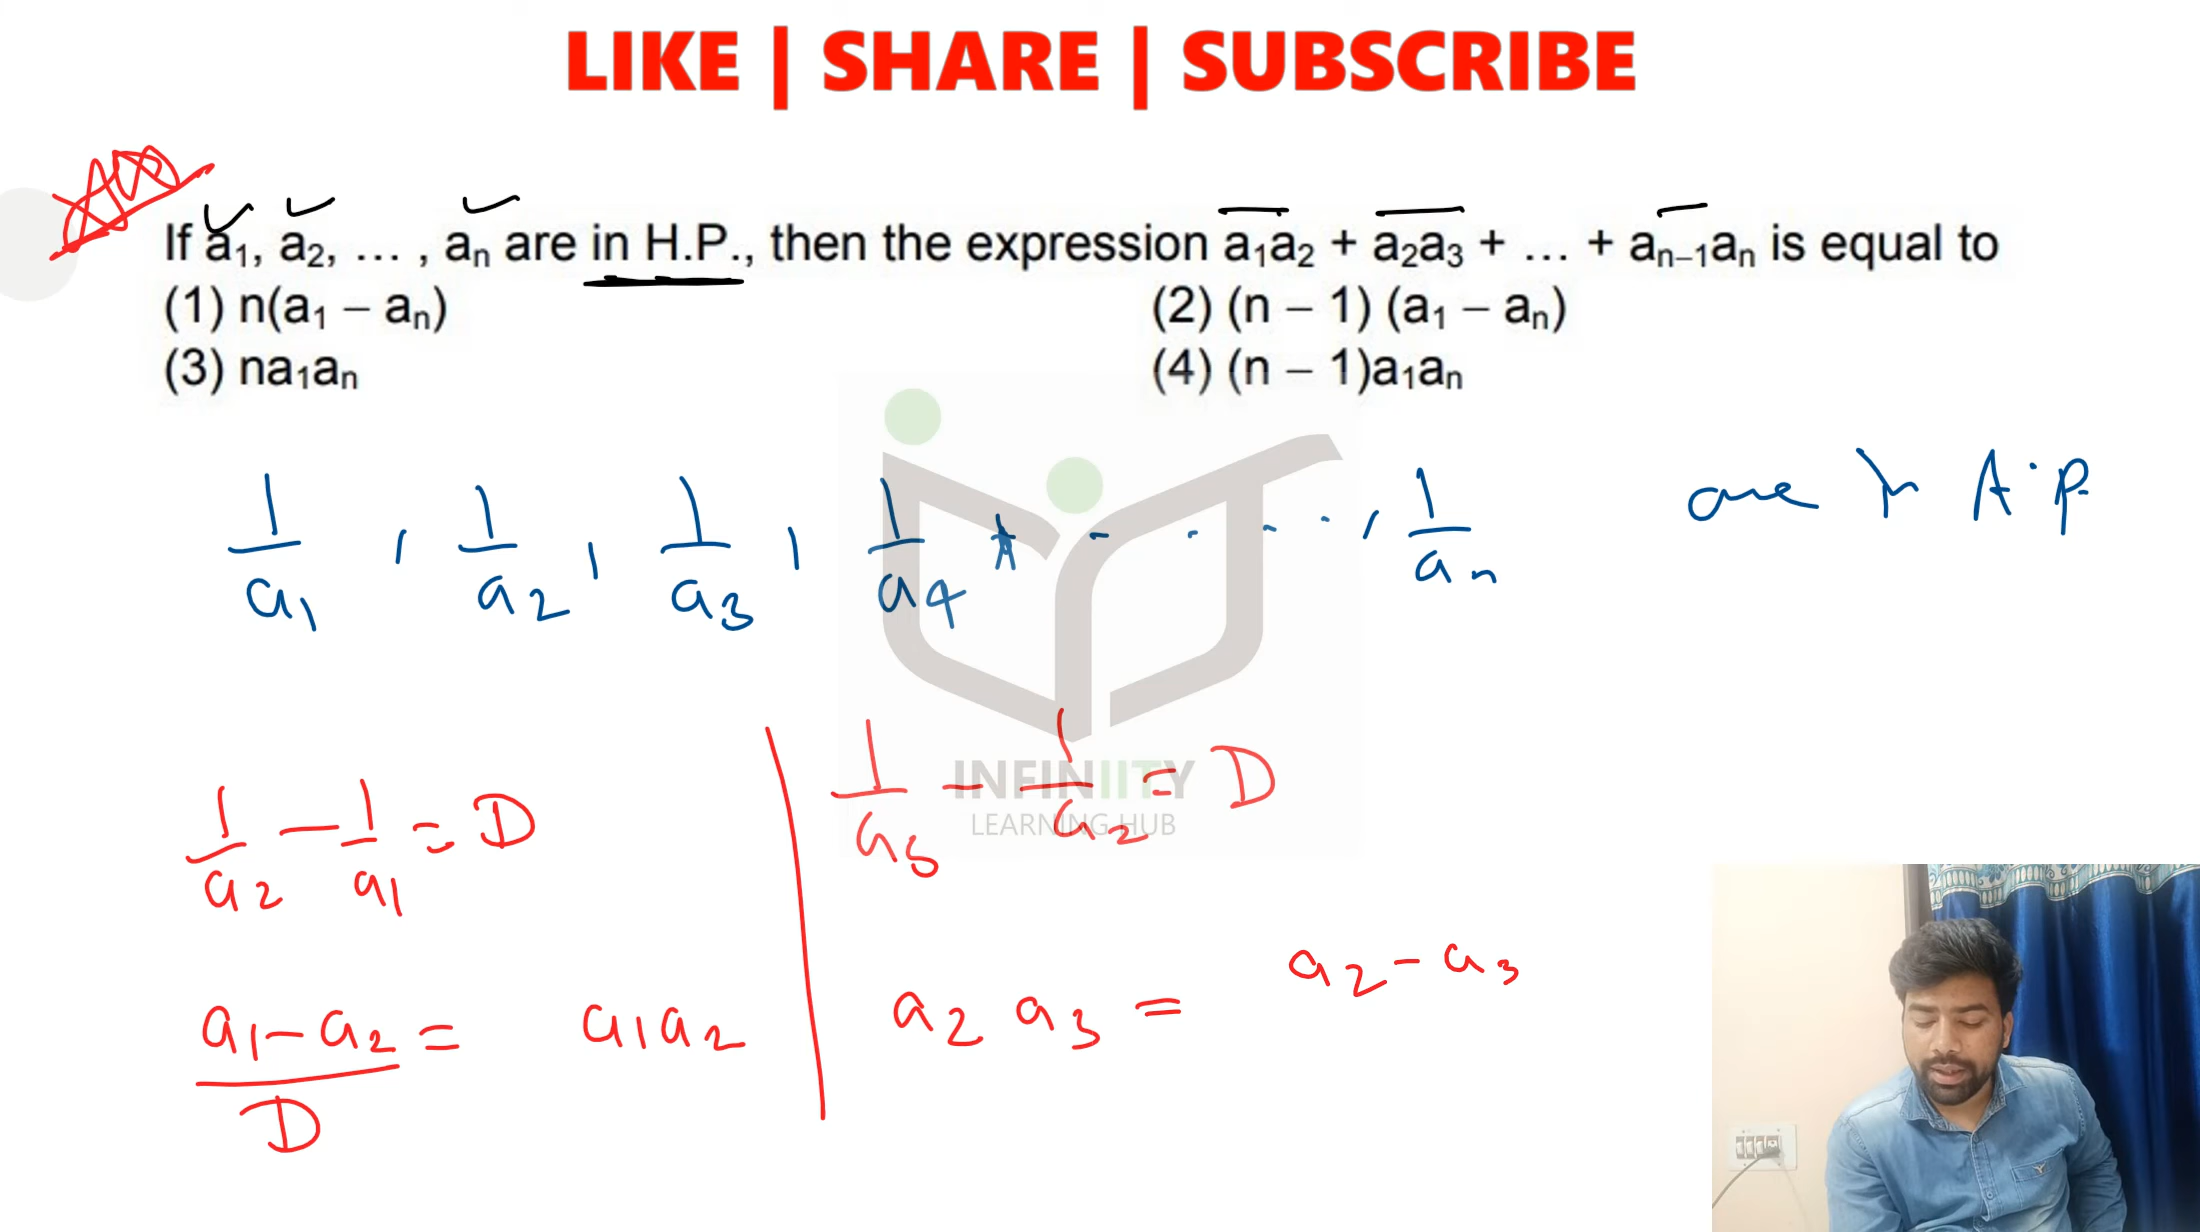 LIKE | SHARE | SUBSCRIBE
If a₁, a₂, ... , aₙ are in H.P., then the expression a₁a₂ + a₂a₃ + ... + aₙ₋₁aₙ is equal to
(1) n(a₁ – aₙ) (2) (n – 1) (a₁ – aₙ)
(3) na₁aₙ (4) (n – 1)a₁aₙ
1/a₁ , 1/a₂ , 1/a₃ , 1/a₄ - - - - , 1/aₙ are in A.P.
1/a₂ — 1/a₁ = D
(a₁ - a₂)/D = a₁a₂
1/a₃ - 1/a₂ = D
a₂ a₃ = a₂ - a₃
INFINIITY
LEARNING HUB